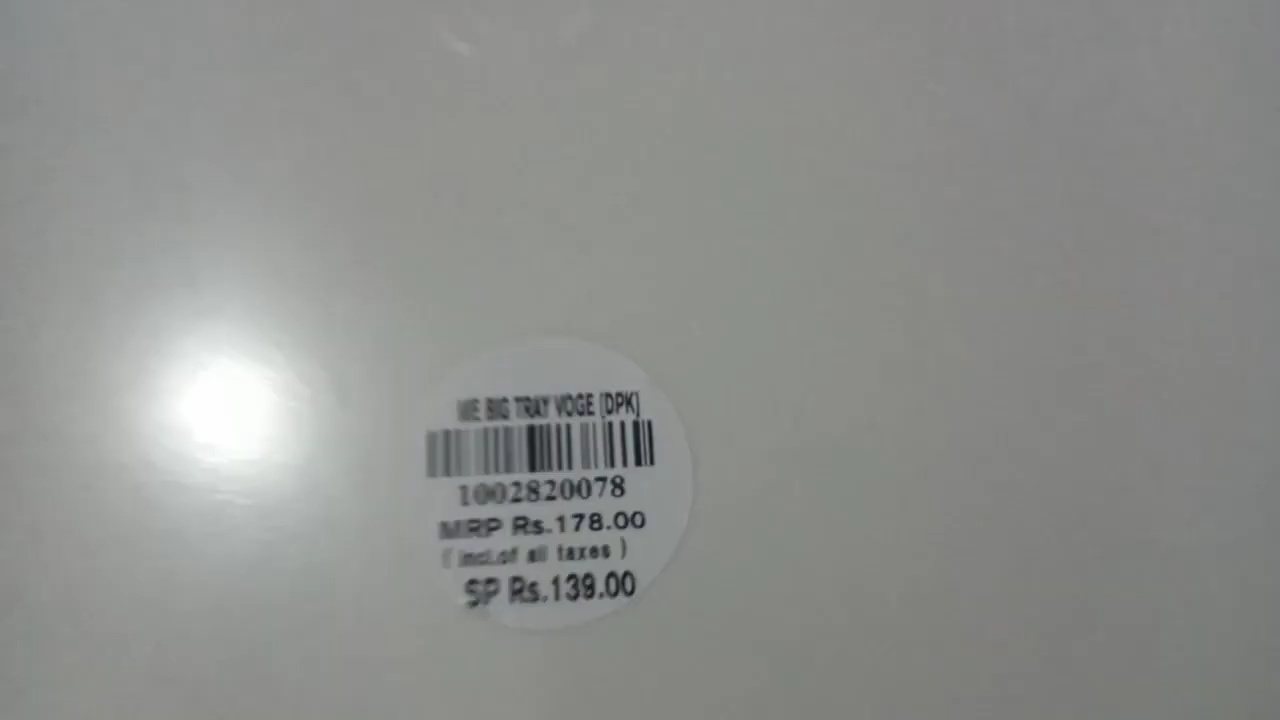 ME BIG TRAY VOGE (DPK)
1002820078
MRP Rs.178.00
( incl.of all taxes )
SP Rs.139.00